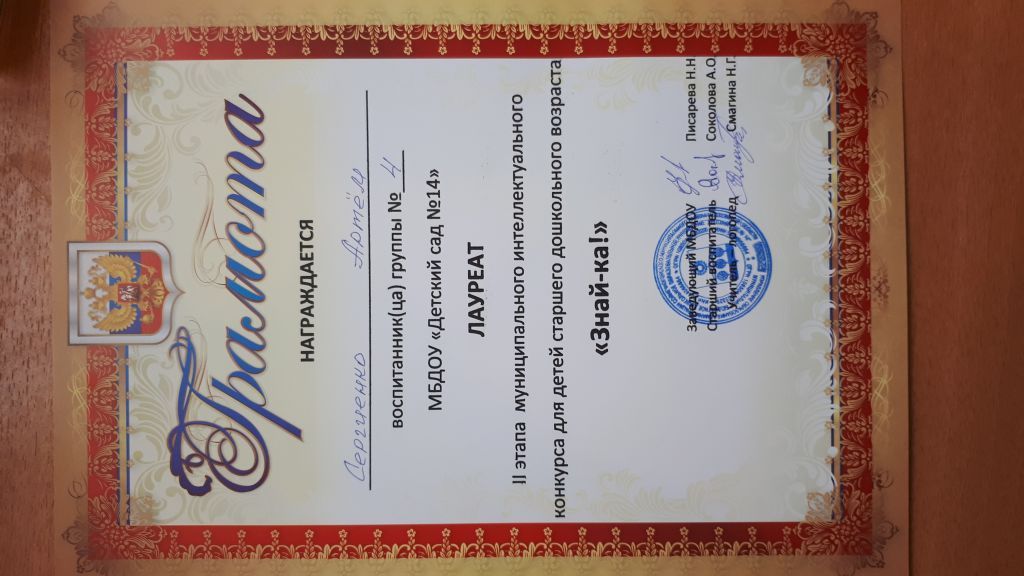 Грамота
НАГРАЖДАЕТСЯ
Сергиенко Артём
воспитанник(ца) группы № 4
МБДОУ «Детский сад №14»
ЛАУРЕАТ
II этапа муниципального интеллектуального
конкурса для детей старшего дошкольного возраста
«Знай-ка!»
Заведующий МБДОУ Писарева Н.Н
Старший воспитатель Соколова А.О.
Учитель - логопед Смагина Н.Г.